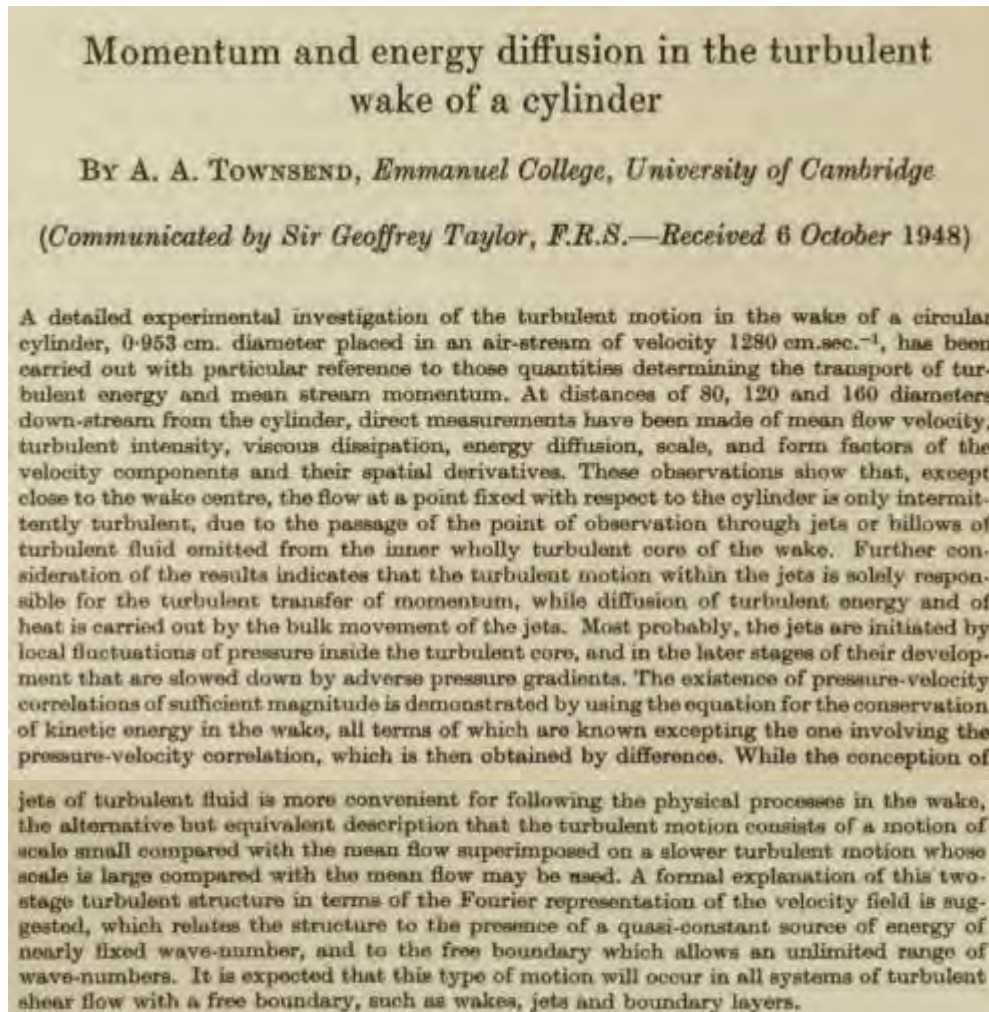 Momentum and energy diffusion in the turbulent
wake of a cylinder
By A. A. Townsend, Emmanuel College, University of Cambridge
(Communicated by Sir Geoffrey Taylor, F.R.S.—Received 6 October 1948)
A detailed experimental investigation of the turbulent motion in the wake of a circular
cylinder, 0·953 cm. diameter placed in an air-stream of velocity 1280 cm.sec.⁻¹, has been
carried out with particular reference to those quantities determining the transport of tur-
bulent energy and mean stream momentum. At distances of 80, 120 and 160 diameters
down-stream from the cylinder, direct measurements have been made of mean flow velocity,
turbulent intensity, viscous dissipation, energy diffusion, scale, and form factors of the
velocity components and their spatial derivatives. These observations show that, except
close to the wake centre, the flow at a point fixed with respect to the cylinder is only intermit-
tently turbulent, due to the passage of the point of observation through jets or billows of
turbulent fluid emitted from the inner wholly turbulent core of the wake. Further con-
sideration of the results indicates that the turbulent motion within the jets is solely respon-
sible for the turbulent transfer of momentum, while diffusion of turbulent energy and of
heat is carried out by the bulk movement of the jets. Most probably, the jets are initiated by
local fluctuations of pressure inside the turbulent core, and in the later stages of their develop-
ment that are slowed down by adverse pressure gradients. The existence of pressure-velocity
correlations of sufficient magnitude is demonstrated by using the equation for the conservation
of kinetic energy in the wake, all terms of which are known excepting the one involving the
pressure-velocity correlation, which is then obtained by difference. While the conception of
jets of turbulent fluid is more convenient for following the physical processes in the wake,
the alternative but equivalent description that the turbulent motion consists of a motion of
scale small compared with the mean flow superimposed on a slower turbulent motion whose
scale is large compared with the mean flow may be used. A formal explanation of this two-
stage turbulent structure in terms of the Fourier representation of the velocity field is sug-
gested, which relates the structure to the presence of a quasi-constant source of energy of
nearly fixed wave-number, and to the free boundary which allows an unlimited range of
wave-numbers. It is expected that this type of motion will occur in all systems of turbulent
shear flow with a free boundary, such as wakes, jets and boundary layers.